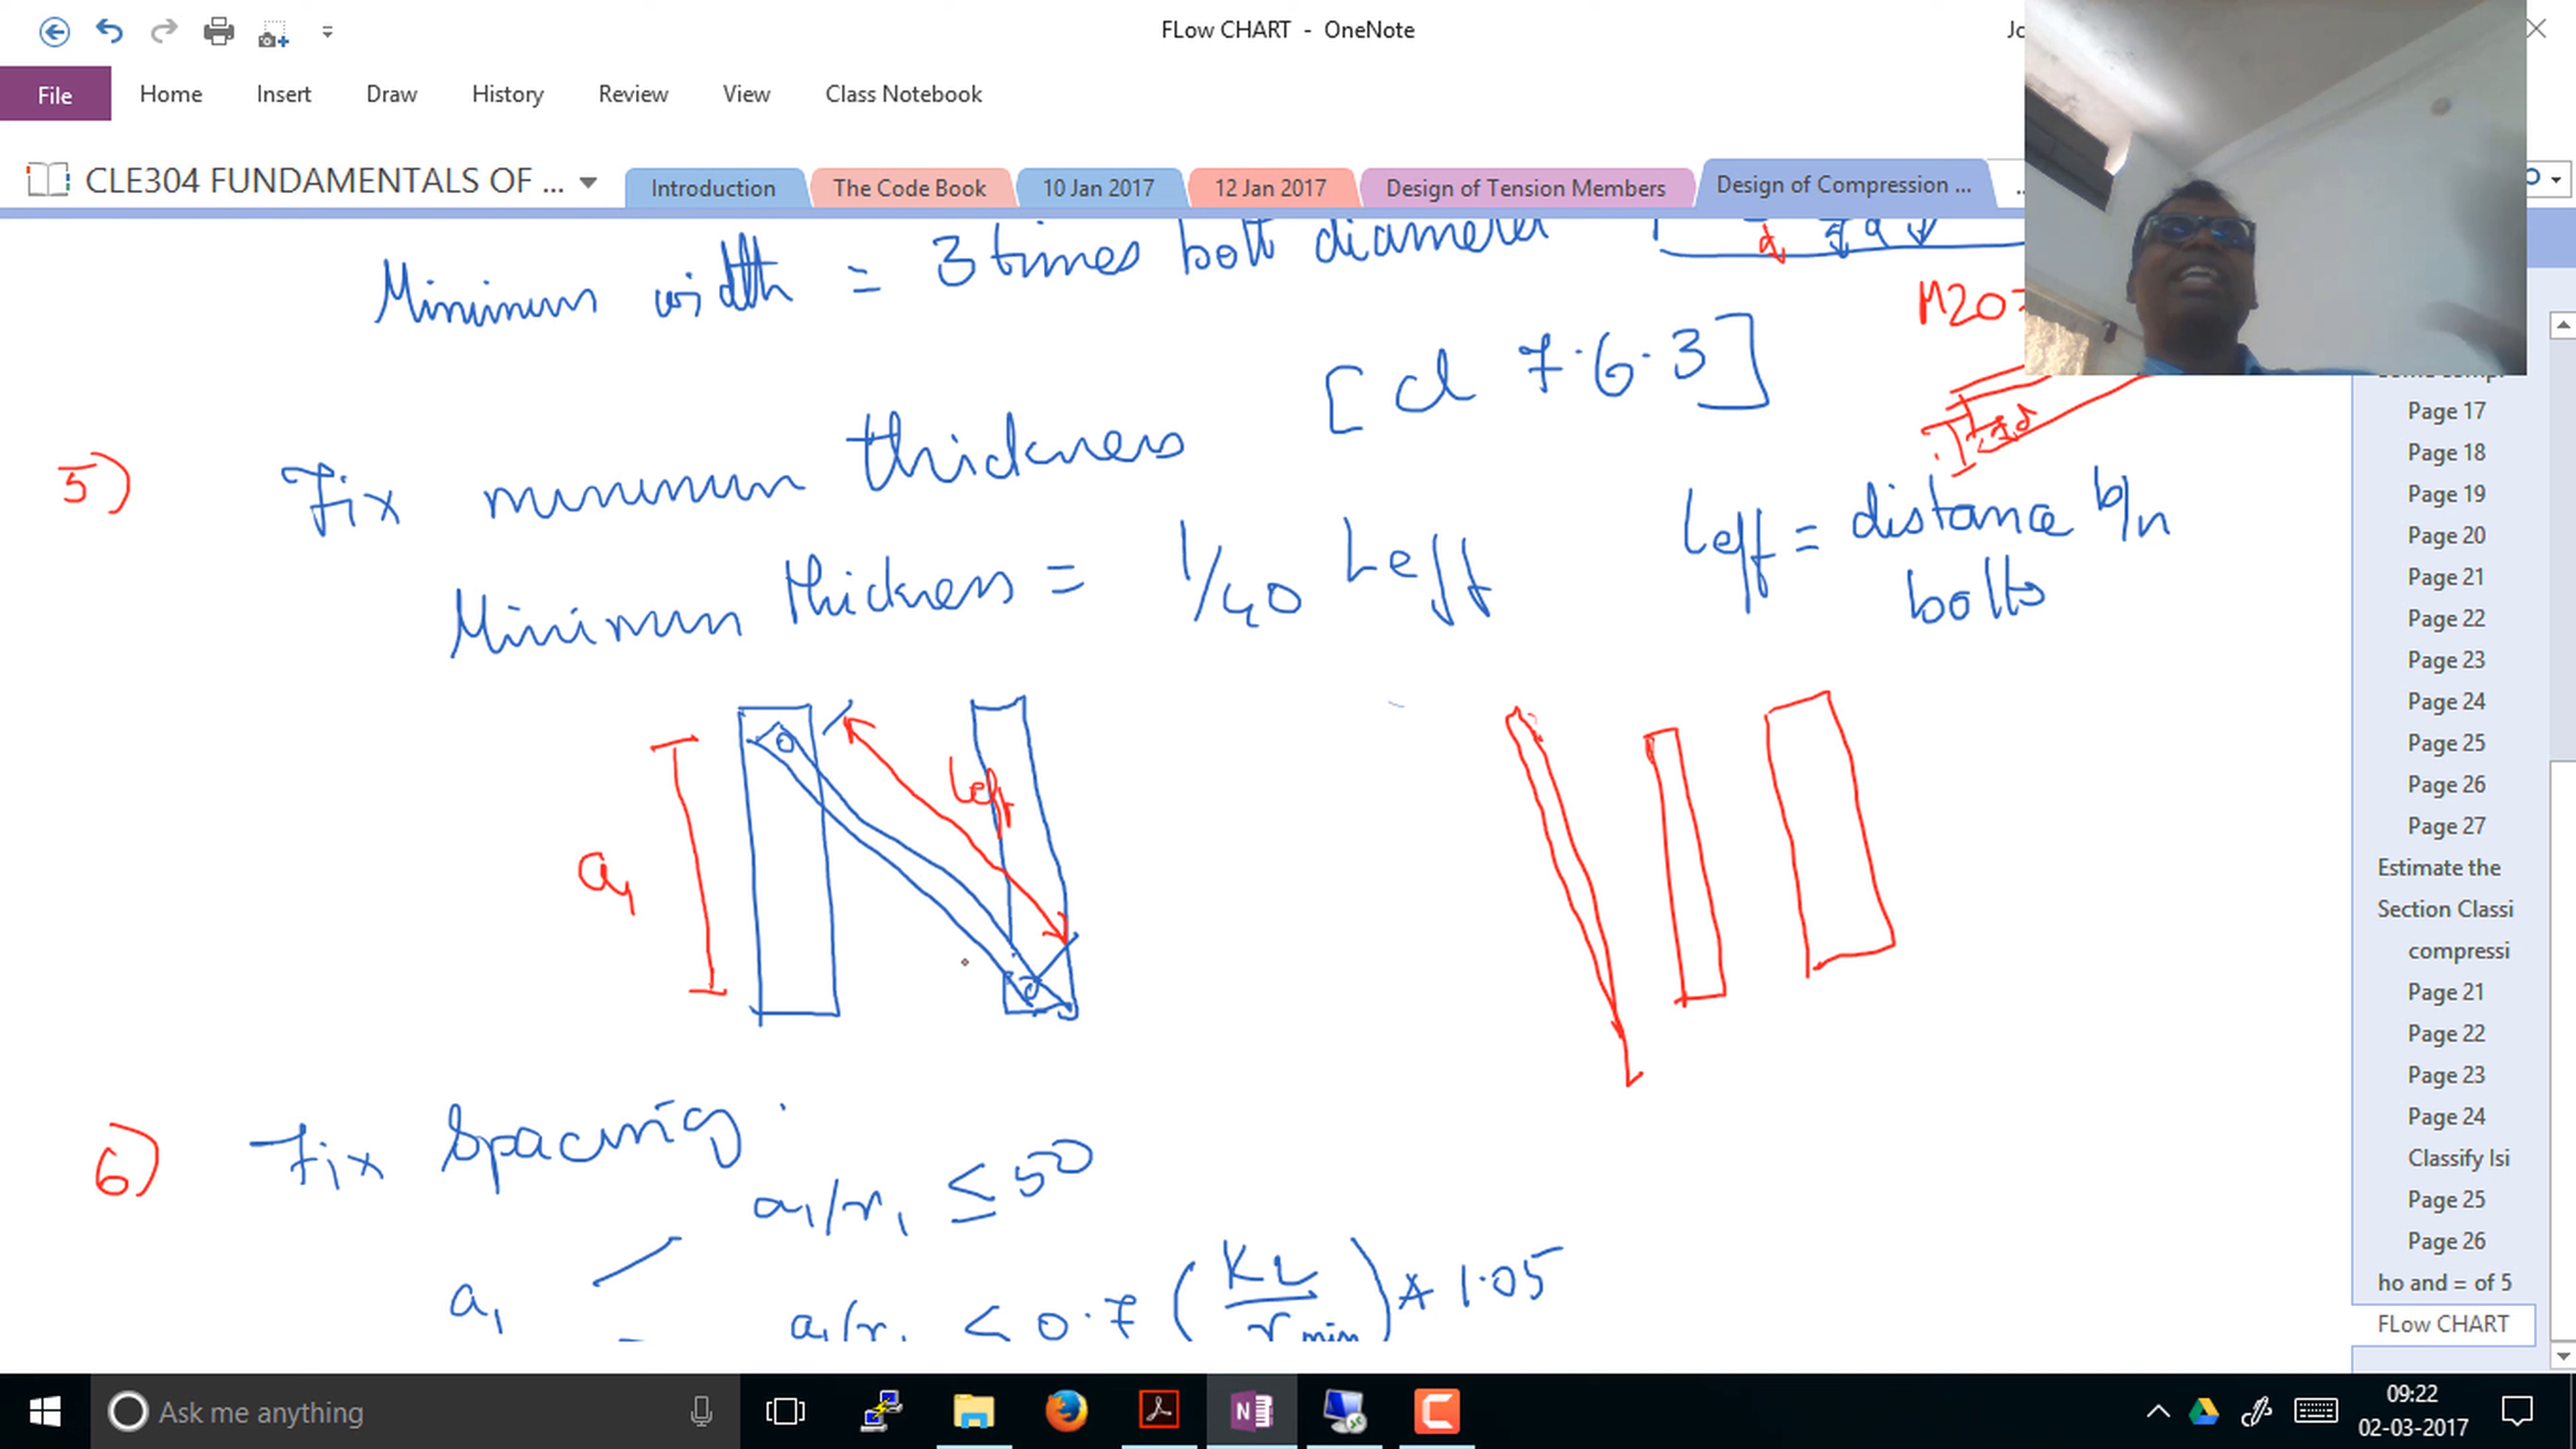 FLow CHART - OneNote
Jo
File Home Insert Draw History Review View Class Notebook
CLE304 FUNDAMENTALS OF ... Introduction The Code Book 10 Jan 2017 12 Jan 2017 Design of Tension Members Design of Compression ... ..
Minimum width = 3 times bolt diameter
M20=
[cl 7.6.3]
5) Fix minimum thickness
Minimum thickness = 1/40 Leff
Leff = distance b/n
bolts
Leff
a1
6) Fix Spacing:
a1/r1 ≤ 50
a1
a1/r1 < 0.7 (KL/rmin) * 1.05
Page 17
Page 18
Page 19
Page 20
Page 21
Page 22
Page 23
Page 24
Page 25
Page 26
Page 27
Estimate the
Section Classi
compressi
Page 21
Page 22
Page 23
Page 24
Classify Isi
Page 25
Page 26
ho and = of 5
FLow CHART
Ask me anything
N
09:22
02-03-2017